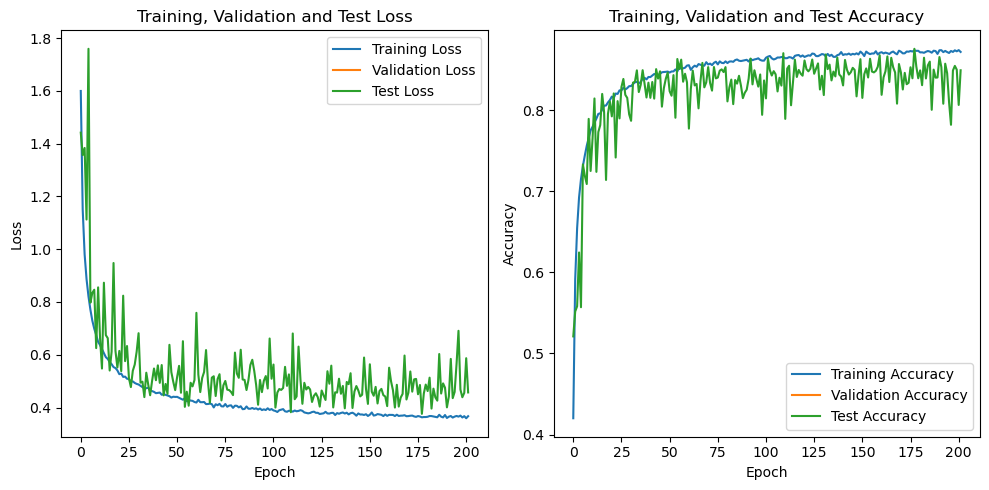 Training, Validation and Test Loss
1.8
1.6
1.4
1.2
1.0
0.8
0.6
0.4
Loss
0
25
50
75
100
125
150
175
200
Epoch
Training Loss
Validation Loss
Test Loss
Training, Validation and Test Accuracy
0.8
0.7
0.6
0.5
0.4
Accuracy
0
25
50
75
100
125
150
175
200
Epoch
Training Accuracy
Validation Accuracy
Test Accuracy